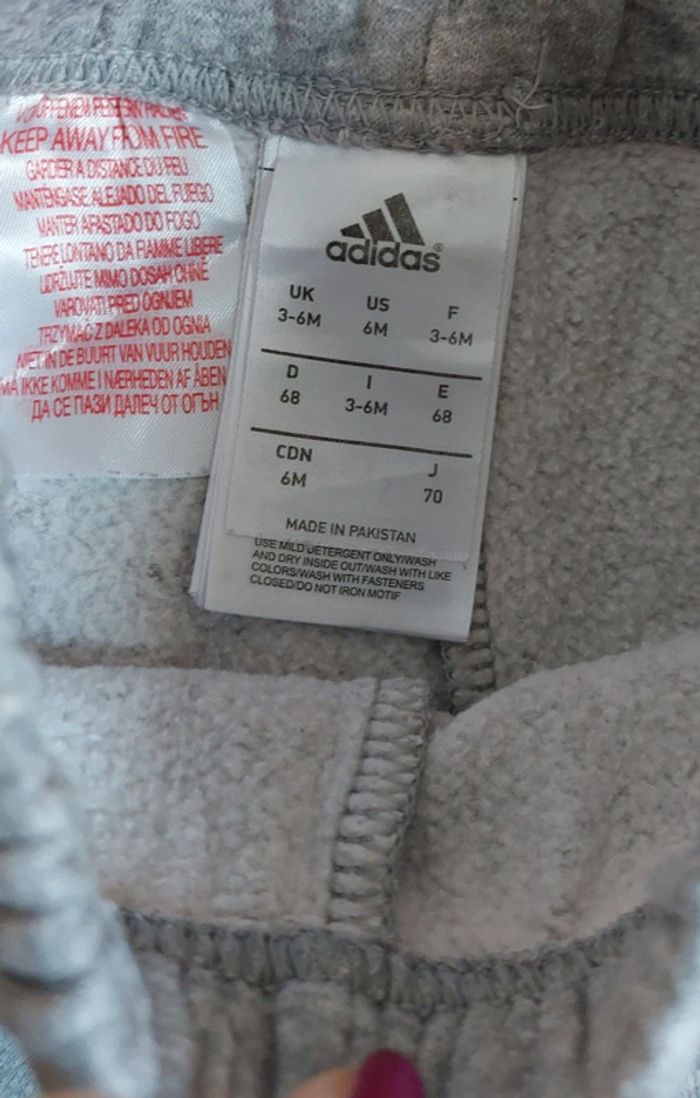 KEEP AWAY FROM FIRE
GARDER A DISTANCE DU FEU
MANTÉNGASE ALEJADO DEL FUEGO
MANTER AFASTADO DO FOGO
TENERE LONTANO DA FIAMME LIBERE
UDRŽUJTE MIMO DOSAH OHNĚ
VAROVATI PRED OGNJEM
TRZYMAĆ Z DALEKA OD OGNIA
NIET IN DE BUURT VAN VUUR HOUDEN
MÅ IKKE KOMME I NÆRHEDEN AF ÅBEN
ДА СЕ ПАЗИ ДАЛЕЧ ОТ ОГЪН
adidas®
UK US F
3-6M 6M 3-6M
D I E
68 3-6M 68
CDN J
6M 70
MADE IN PAKISTAN
USE MILD DETERGENT ONLY/WASH
AND DRY INSIDE OUT/WASH WITH LIKE
COLORS/WASH WITH FASTENERS
CLOSED/DO NOT IRON MOTIF